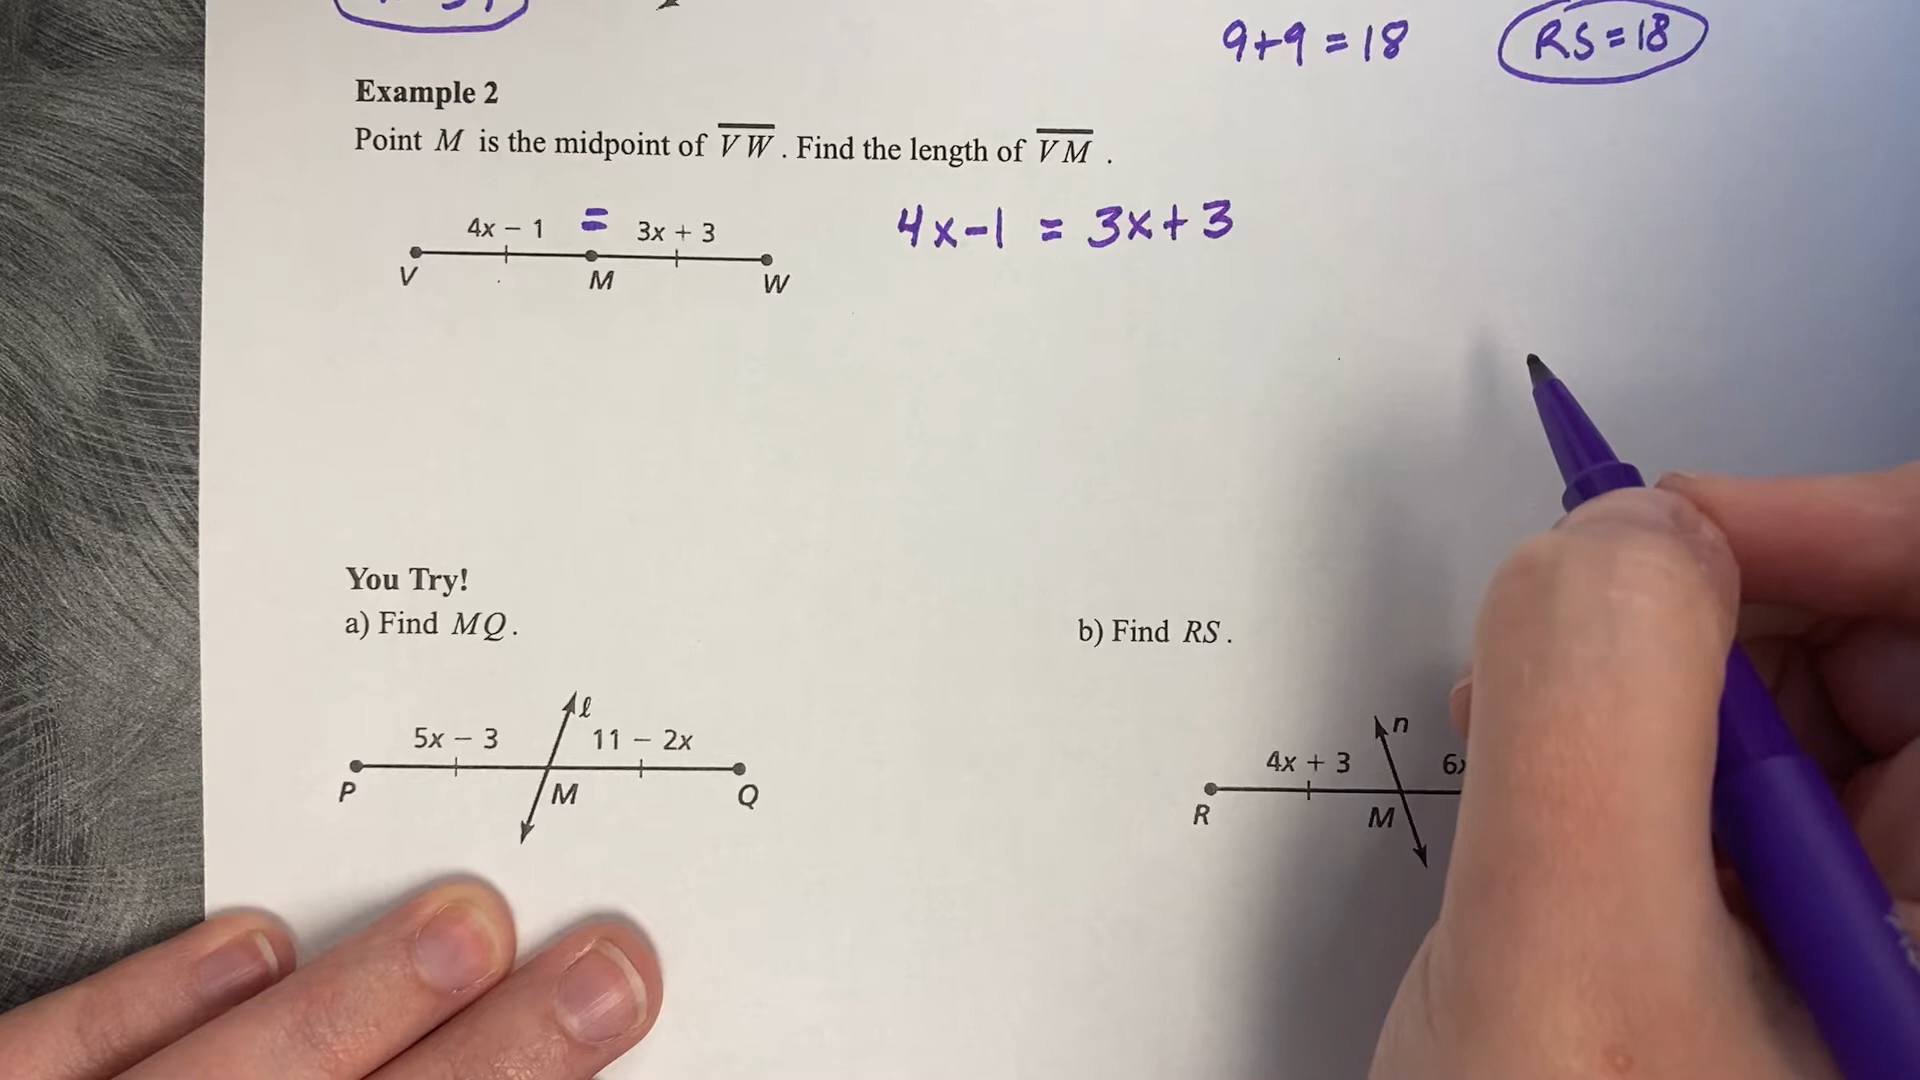 9+9=18
RS=18
Example 2
Point M is the midpoint of VW. Find the length of VM.
4x − 1 = 3x + 3
V M W
4x-1 = 3x+3
You Try!
a) Find MQ.
ℓ
5x − 3 11 − 2x
P M Q
b) Find RS.
n
4x + 3
R M